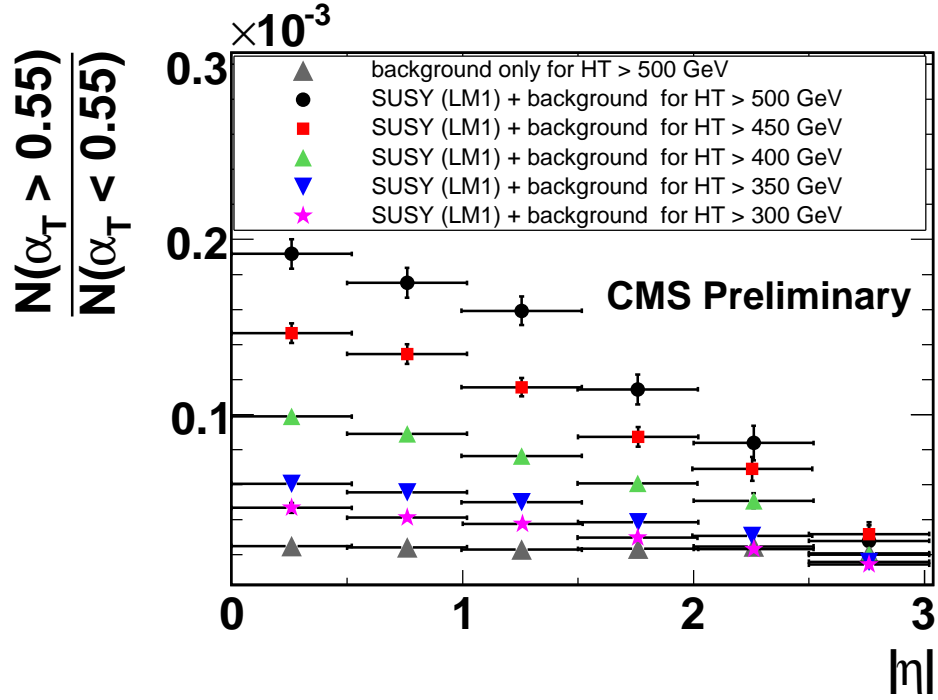 ×10⁻³
N(α_T > 0.55)
N(α_T < 0.55)
0.3
background only for HT > 500 GeV
SUSY (LM1) + background for HT > 500 GeV
SUSY (LM1) + background for HT > 450 GeV
SUSY (LM1) + background for HT > 400 GeV
SUSY (LM1) + background for HT > 350 GeV
SUSY (LM1) + background for HT > 300 GeV
0.2
CMS Preliminary
0.1
0 1 2 3
|η|